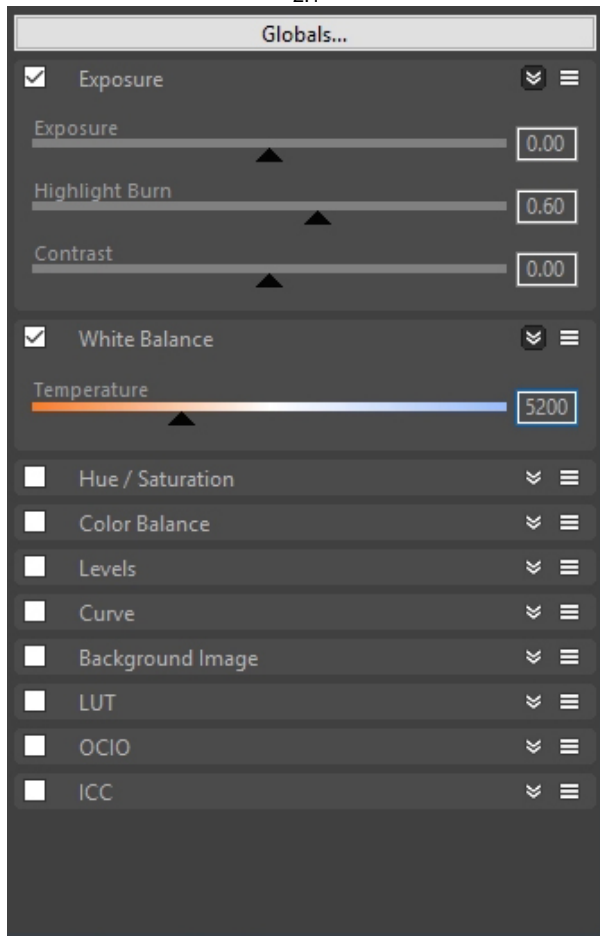 Globals...
Exposure
Exposure
0.00
Highlight Burn
0.60
Contrast
0.00
White Balance
Temperature
5200
Hue / Saturation
Color Balance
Levels
Curve
Background Image
LUT
OCIO
ICC